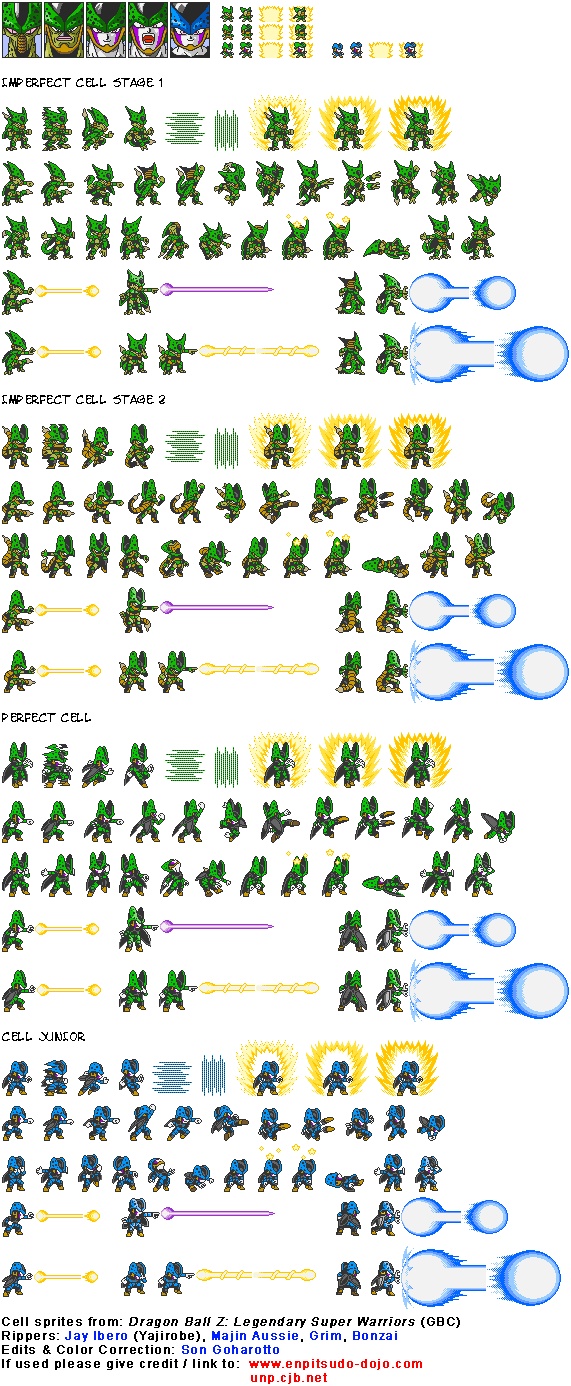 IMPERFECT CELL STAGE 1
IMPERFECT CELL STAGE 2
PERFECT CELL
CELL JUNIOR
Cell sprites from: Dragon Ball Z: Legendary Super Warriors (GBC)
Rippers: Jay Ibero (Yajirobe), Majin Aussie, Grim, Bonzai
Edits & Color Correction: Son Goharotto
If used please give credit / link to: www.enpitsudo-dojo.com
unp.cjb.net